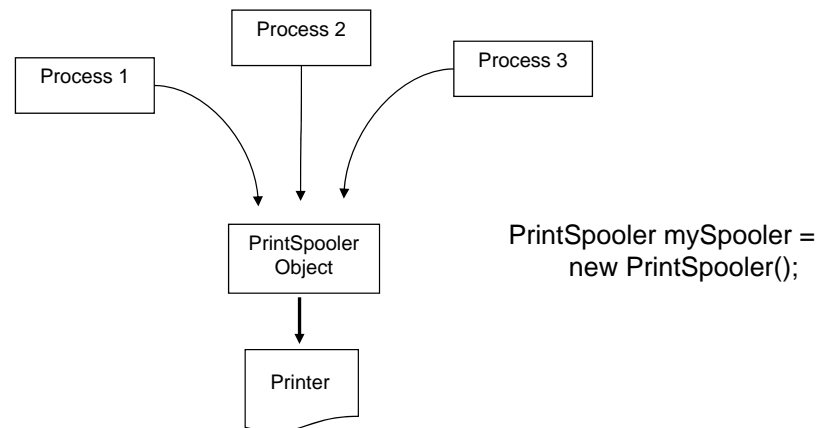 Process 1
Process 2
Process 3
PrintSpooler
Object
PrintSpooler mySpooler =
new PrintSpooler();
Printer